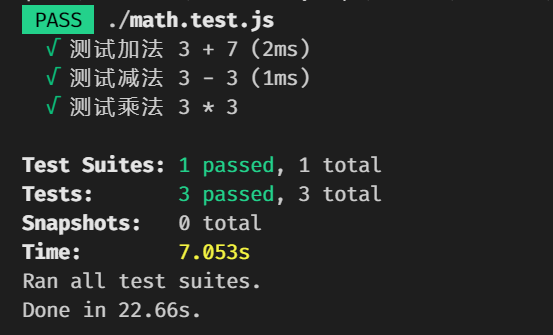 PASS ./math.test.js
√ 测试加法 3 + 7 (2ms)
√ 测试减法 3 - 3 (1ms)
√ 测试乘法 3 * 3
Test Suites: 1 passed, 1 total
Tests: 3 passed, 3 total
Snapshots: 0 total
Time: 7.053s
Ran all test suites.
Done in 22.66s.